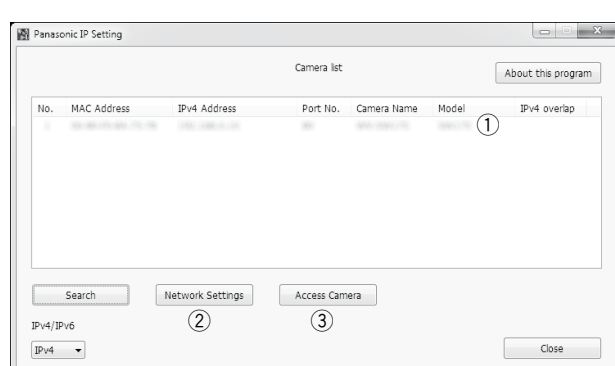 Panasonic IP Setting
Camera list
About this program
No. MAC Address IPv4 Address Port No. Camera Name Model IPv4 overlap
①
Search Network Settings Access Camera
② ③
IPv4/IPv6
IPv4 Close